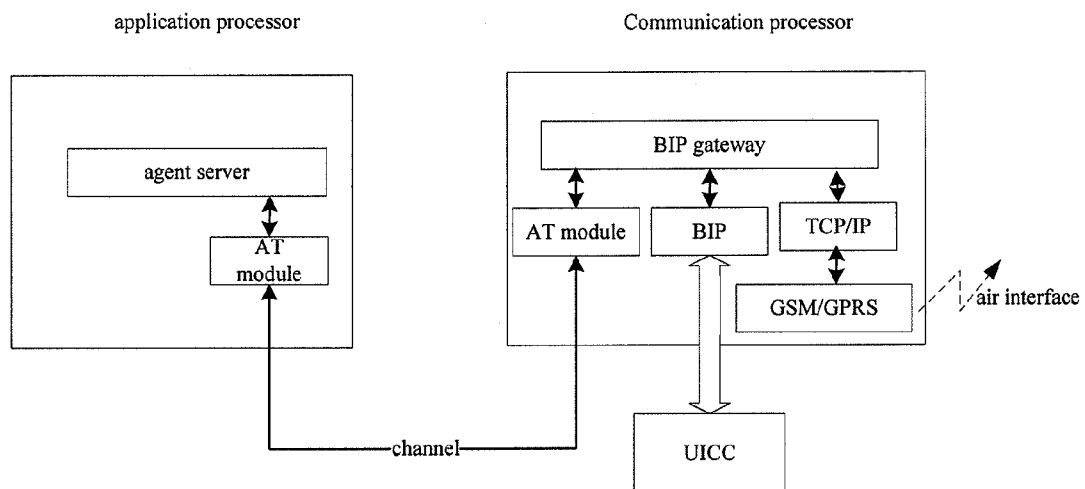 application processor
Communication processor
BIP gateway
agent server
AT module
BIP
TCP/IP
AT
module
GSM/GPRS
air interface
channel
UICC